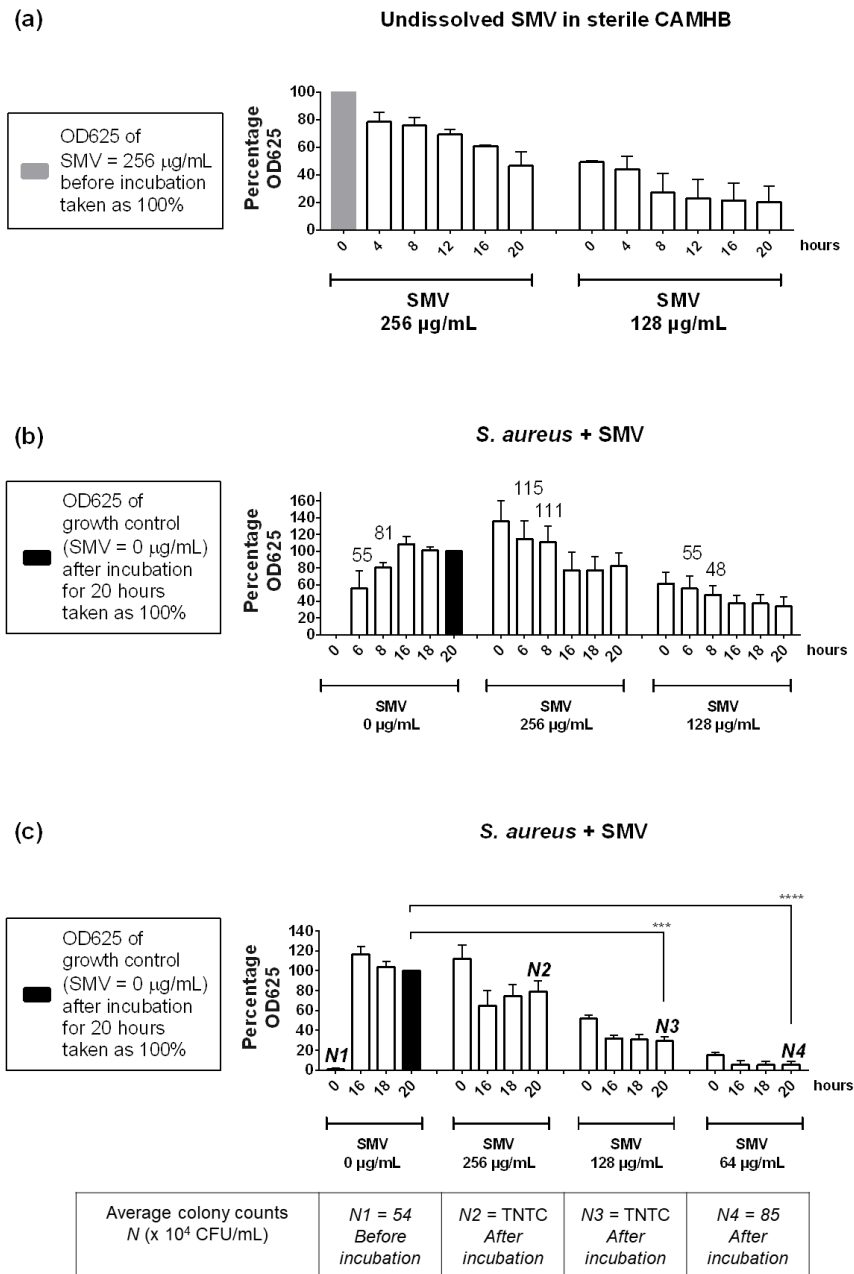 (a)
Undissolved SMV in sterile CAMHB
OD625 of
SMV = 256 µg/mL
before incubation
taken as 100%
Percentage
OD625
100
80
60
40
20
0
0 4 8 12 16 20 0 4 8 12 16 20 hours
SMV
256 µg/mL
SMV
128 µg/mL
(b)
S. aureus + SMV
OD625 of
growth control
(SMV = 0 µg/mL)
after incubation
for 20 hours
taken as 100%
Percentage
OD625
160
140
120
100
80
60
40
20
0
55 81 115 111 55 48
0 6 8 16 18 20 0 6 8 16 18 20 0 6 8 16 18 20 hours
SMV
0 µg/mL
SMV
256 µg/mL
SMV
128 µg/mL
(c)
S. aureus + SMV
OD625 of
growth control
(SMV = 0 µg/mL)
after incubation
for 20 hours
taken as 100%
Percentage
OD625
140
120
100
80
60
40
20
0
****
***
N1 N2 N3 N4
0 16 18 20 0 16 18 20 0 16 18 20 0 16 18 20 hours
SMV
0 µg/mL
SMV
256 µg/mL
SMV
128 µg/mL
SMV
64 µg/mL
Average colony counts
N (x 10⁴ CFU/mL)
N1 = 54
Before
incubation
N2 = TNTC
After
incubation
N3 = TNTC
After
incubation
N4 = 85
After
incubation